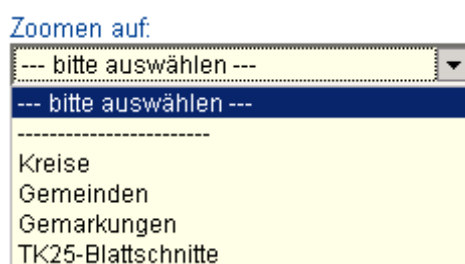 Zoomen auf:
--- bitte auswählen ---
--- bitte auswählen ---
------------------------
Kreise
Gemeinden
Gemarkungen
TK25-Blattschnitte